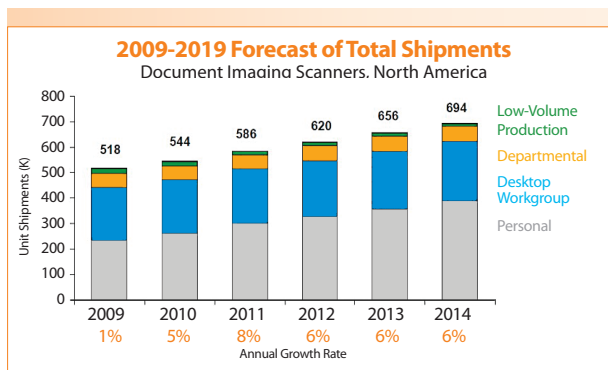 2009-2019 Forecast of Total Shipments
Document Imaging Scanners, North America
800
700
600
500
400
300
200
100
0
Unit Shipments (K)
518
544
586
620
656
694
Low-Volume
Production
Departmental
Desktop
Workgroup
Personal
2009 2010 2011 2012 2013 2014
1% 5% 8% 6% 6% 6%
Annual Growth Rate